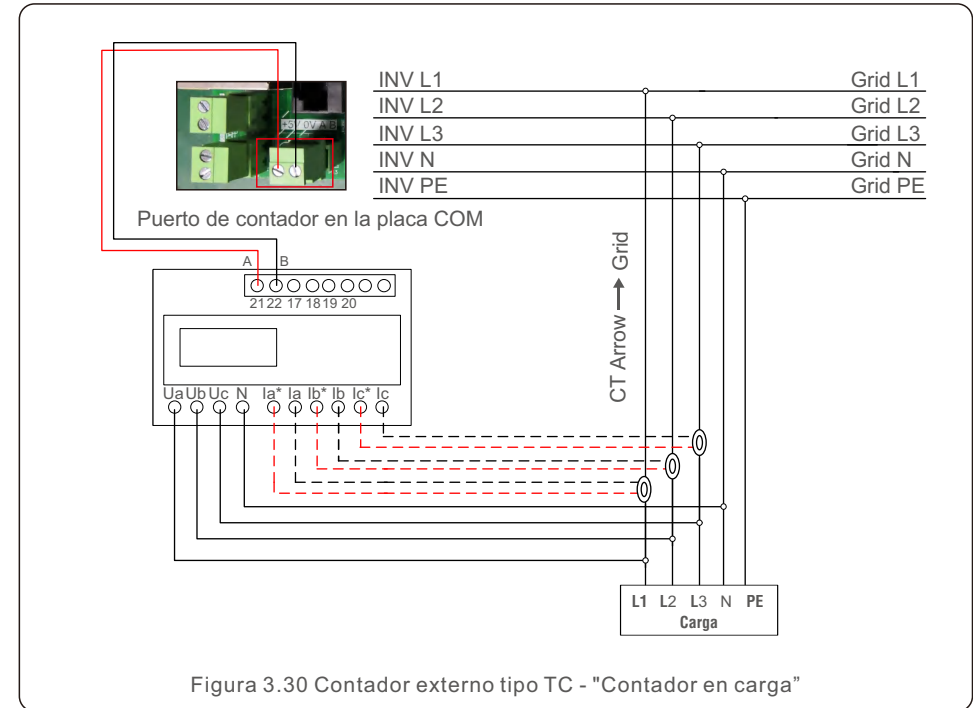 INV L1 Grid L1
INV L2 Grid L2
INV L3 Grid L3
INV N Grid N
INV PE Grid PE
+5V 0V A B
Puerto de contador en la placa COM
CT Arrow → Grid
A B
21 22 17 18 19 20
Ua Ub Uc N Ia* Ia Ib* Ib Ic* Ic
L1 L2 L3 N PE
Carga
Figura 3.30 Contador externo tipo TC - "Contador en carga”